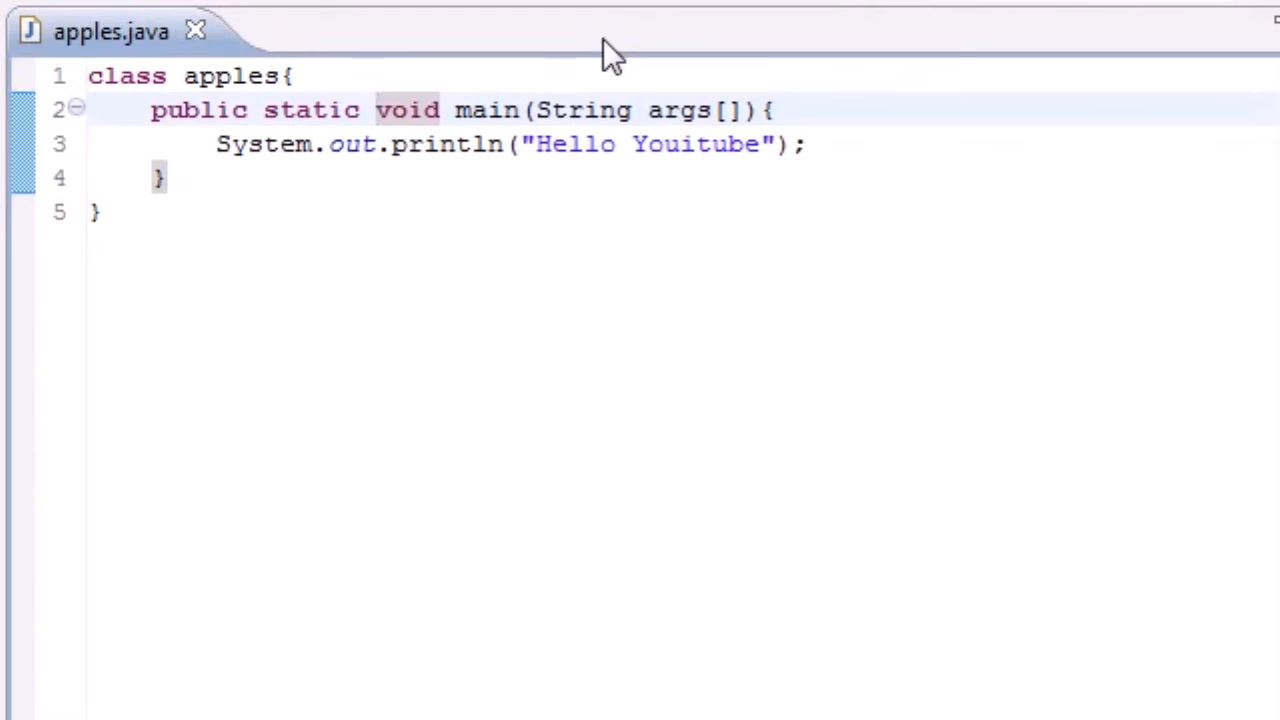 apples.java
1 class apples{
2 public static void main(String args[]){
3 System.out.println("Hello Youitube");
4 }
5 }